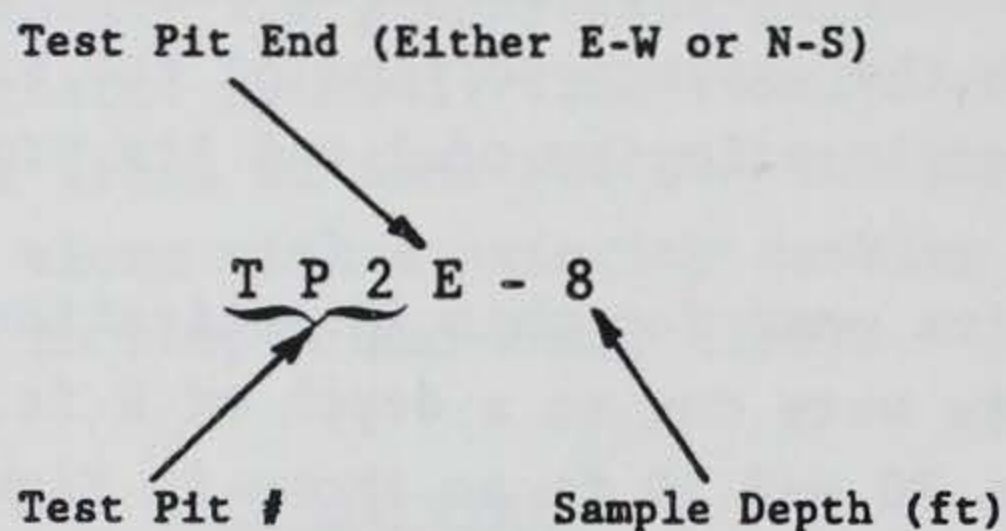 Test Pit End (Either E-W or N-S)
T P 2 E - 8
Test Pit #
Sample Depth (ft)